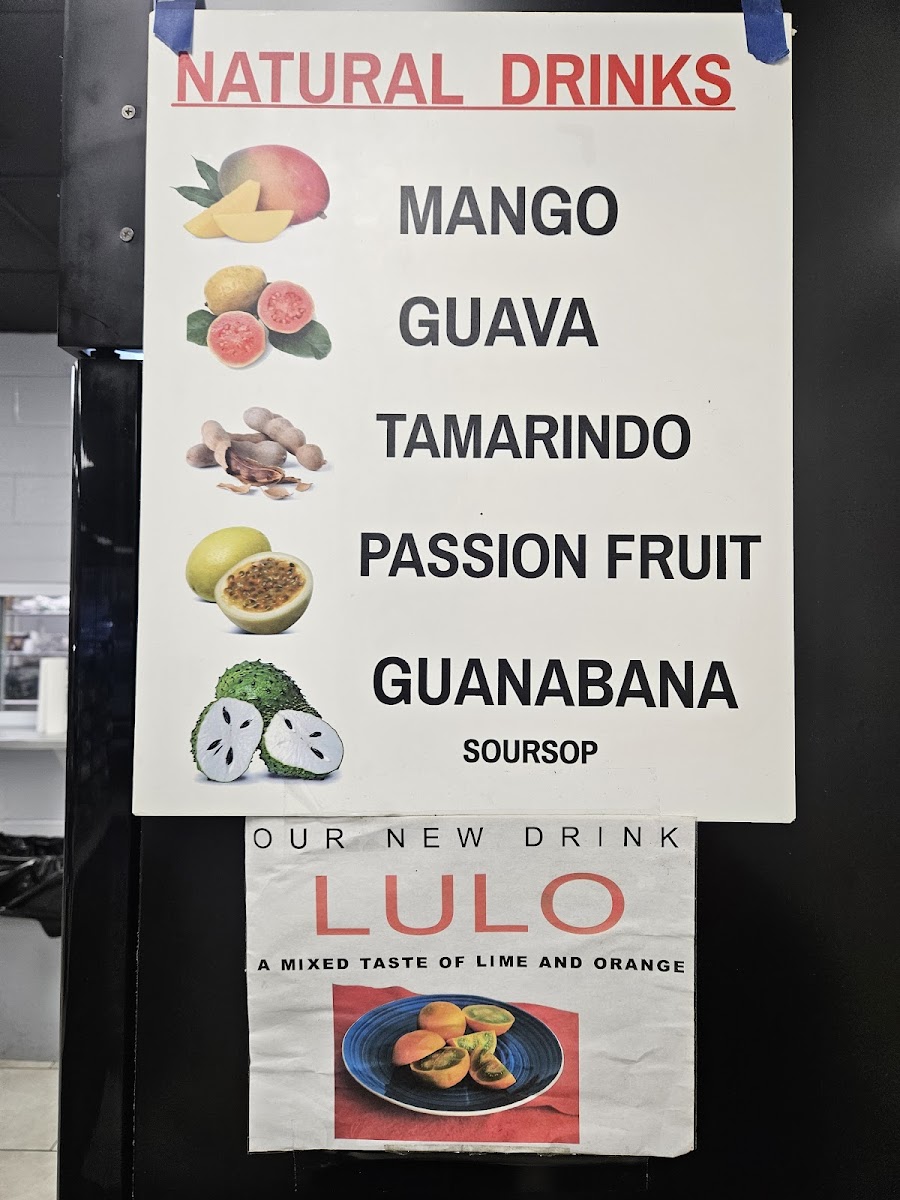 NATURAL DRINKS
MANGO
GUAVA
TAMARINDO
PASSION FRUIT
GUANABANA
SOURSOP
OUR NEW DRINK
LULO
A MIXED TASTE OF LIME AND ORANGE